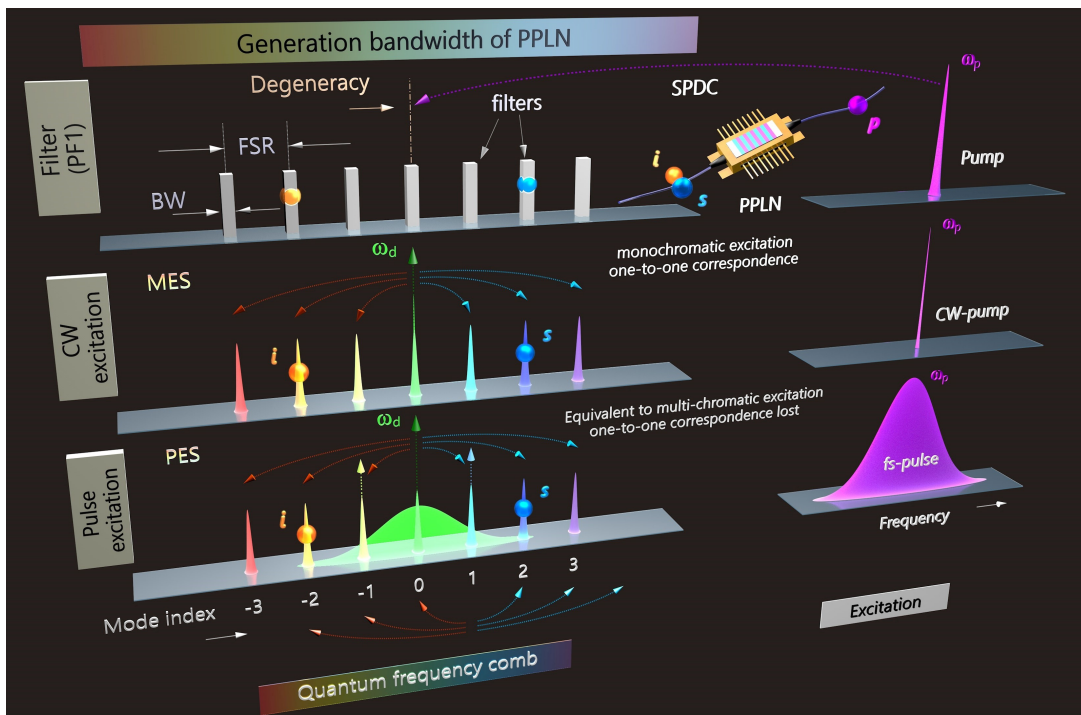 Generation bandwidth of PPLN
Filter
(PF1)
Degeneracy
FSR
BW
filters
SPDC
i
s
p
PPLN
ωp
Pump
monochromatic excitation
one-to-one correspondence
CW
excitation
MES
ωd
i
s
ωp
CW-pump
Equivalent to multi-chromatic excitation
one-to-one correspondence lost
Pulse
excitation
PES
ωd
i
s
ωp
fs-pulse
Frequency
Mode index
-3 -2 -1 0 1 2 3
Excitation
Quantum frequency comb